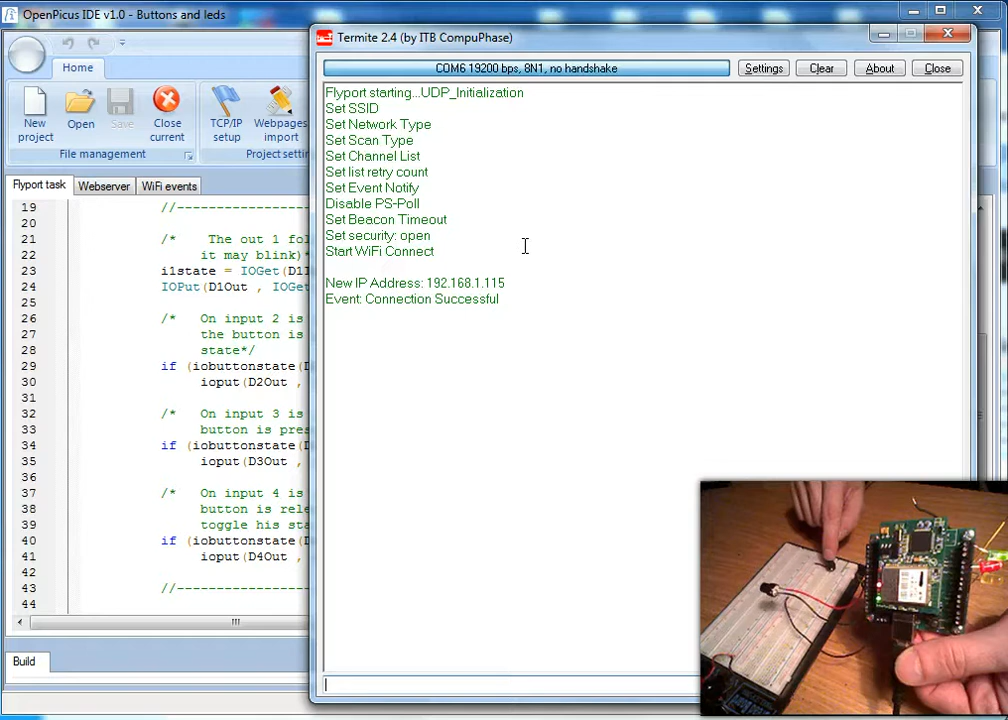 OpenPicus IDE v1.0 - Buttons and leds
Home
New project
Open
Save
Close current
File management
TCP/IP setup
Webpages import
Project settin
Flyport task
Webserver
WiFi events
19 //
20
21 /* The out 1 fol
22 it may blink)*
23 i1state = IOGet(D1I
24 IOPut(D1Out , IOGe
25
26 /* On input 2 is
27 the button is
28 state*/
29 if (iobuttonstate(D
30 ioput(D2Out ,
31
32 /* On input 3 is
33 button is pres
34 if (iobuttonstate(D
35 ioput(D3Out ,
36
37 /* On input 4 is
38 button is rele
39 toggle his sta
40 if (iobuttonstate(D
41 ioput(D4Out ,
42
43 //
44
Build
Termite 2.4 (by ITB CompuPhase)
COM6 19200 bps, 8N1, no handshake
Settings
Clear
About
Close
Flyport starting...UDP_Initialization
Set SSID
Set Network Type
Set Scan Type
Set Channel List
Set list retry count
Set Event Notify
Disable PS-Poll
Set Beacon Timeout
Set security: open
Start WiFi Connect
New IP Address: 192.168.1.115
Event: Connection Successful